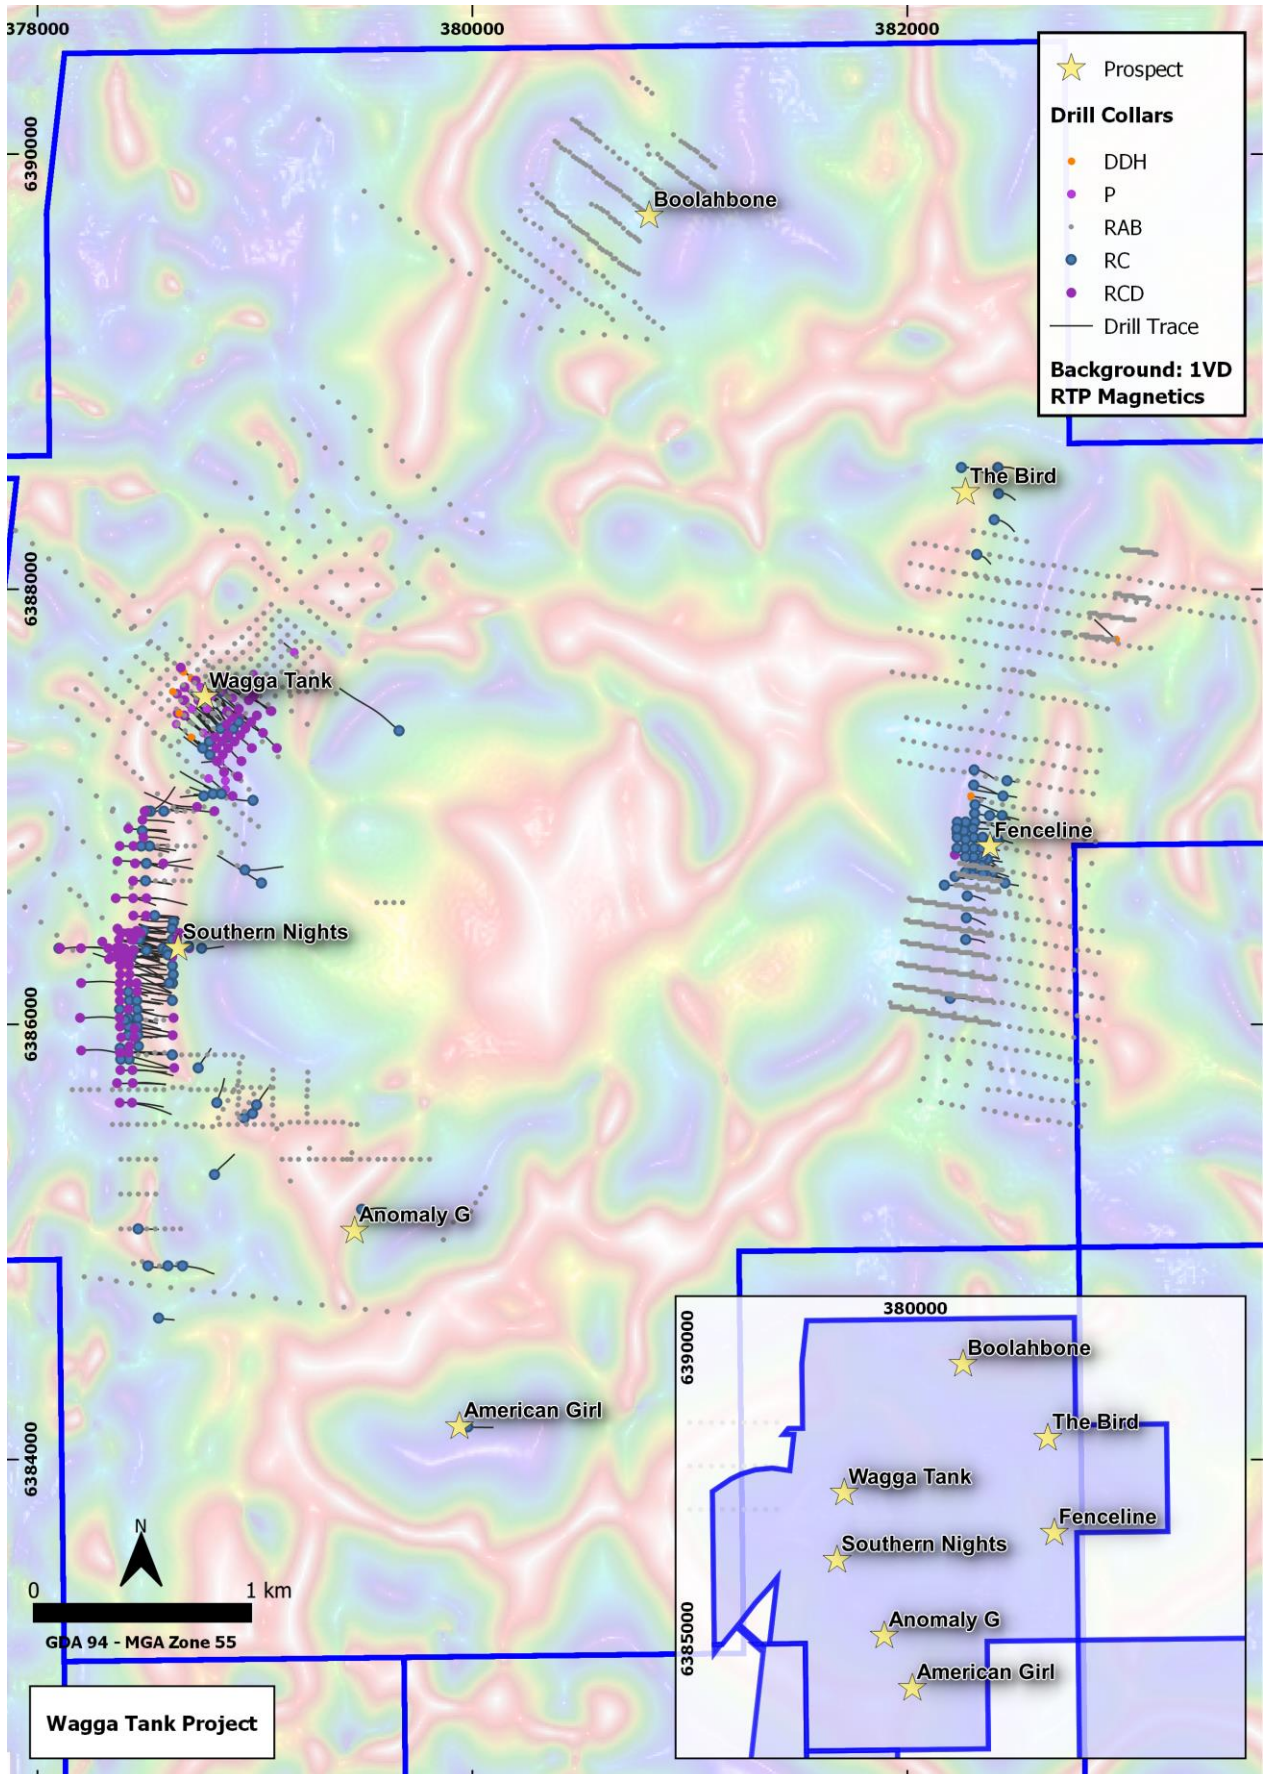 378000
380000
382000
Prospect
Drill Collars
DDH
P
RAB
RC
RCD
Drill Trace
Background: 1VD
RTP Magnetics
6390000
Boolahbone
The Bird
6388000
Wagga Tank
Fenceline
Southern Nights
6386000
Anomaly G
American Girl
6384000
N
0 1 km
GDA 94 - MGA Zone 55
Wagga Tank Project
380000
6390000
Boolahbone
The Bird
Wagga Tank
Fenceline
Southern Nights
Anomaly G
6385000
American Girl